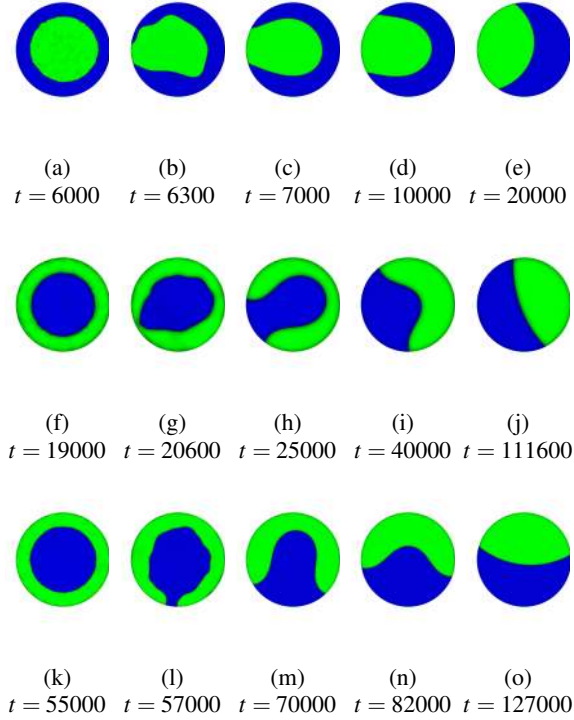 (a) (b) (c) (d) (e)
t = 6000 t = 6300 t = 7000 t = 10000 t = 20000
(f) (g) (h) (i) (j)
t = 19000 t = 20600 t = 25000 t = 40000 t = 111600
(k) (l) (m) (n) (o)
t = 55000 t = 57000 t = 70000 t = 82000 t = 127000